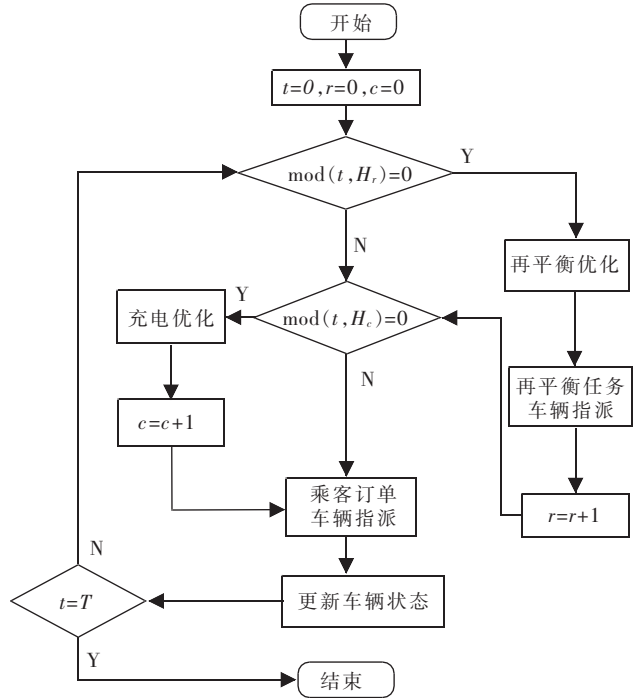 开始
t=0,r=0,c=0
mod(t,Hr)=0
Y
N
再平衡优化
充电优化
Y
mod(t,Hc)=0
N
再平衡任务
车辆指派
c=c+1
乘客订单
车辆指派
r=r+1
N
t=T
更新车辆状态
Y
结束